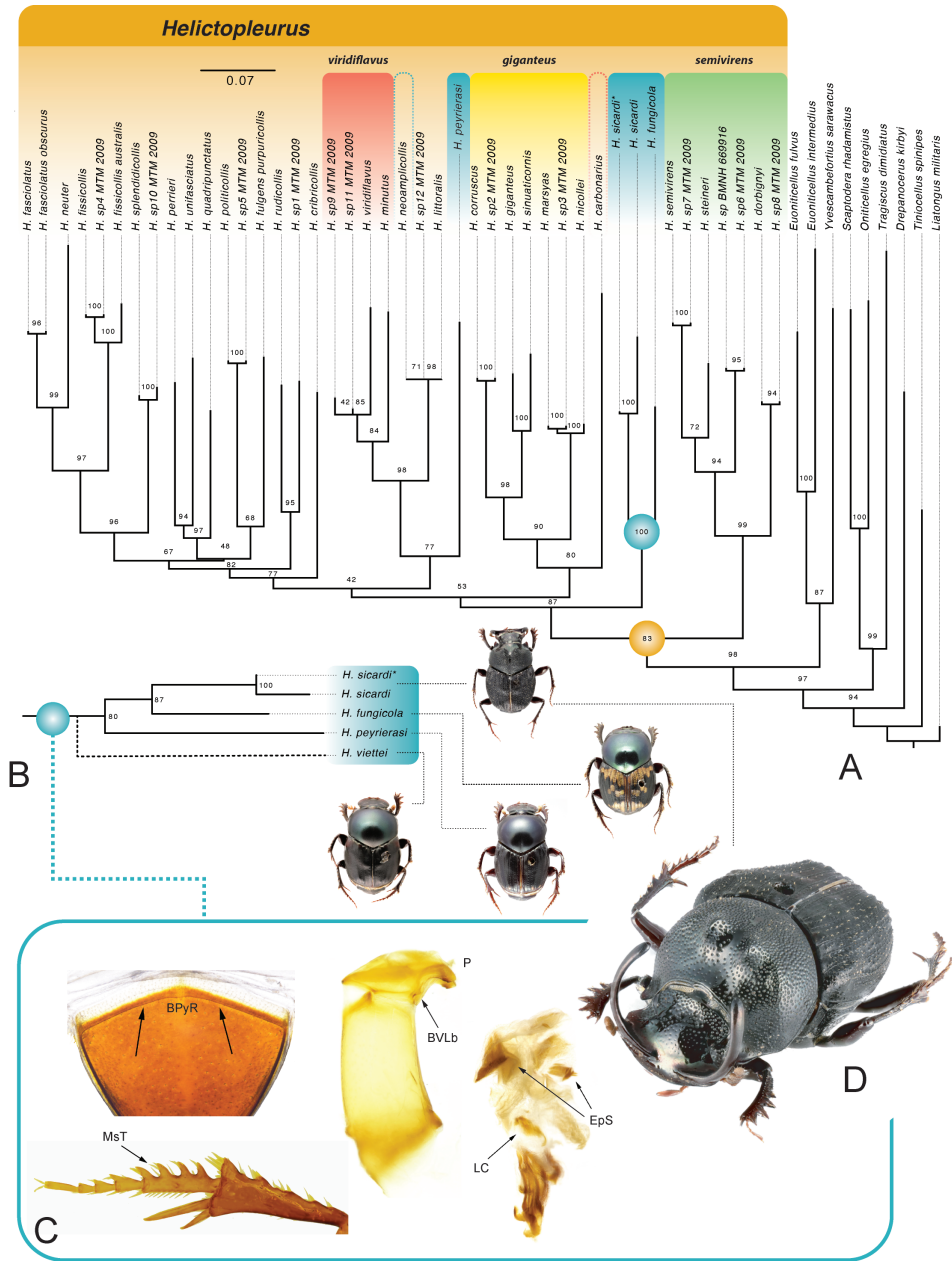 Helictopleurus
viridiflavus
giganteus
semivirens
0.07
H. fasciolatus
H. fasciolatus obscurus
H. neuter
H. fissicollis
H. sp4 MTM 2009
H. fissicollis australis
H. splendidicollis
H. sp10 MTM 2009
H. perrieri
H. unifasciatus
H. quadripunctatus
H. politicollis
H. sp5 MTM 2009
H. fulgens purpuricollis
H. rudicollis
H. sp1 MTM 2009
H. cribricollis
H. sp9 MTM 2009
H. sp11 MTM 2009
H. viridiflavus
H. minutus
H. neoamplicollis
H. sp12 MTM 2009
H. littoralis
H. peyrierasi
H. corruscus
H. sp2 MTM 2009
H. giganteus
H. sinuaticornis
H. marsyas
H. sp3 MTM 2009
H. nicollei
H. carbonarius
H. sicardi*
H. sicardi
H. fungicola
H. semivirens
H. sp7 MTM 2009
H. steineri
H. sp BMNH 669916
H. sp6 MTM 2009
H. dorbignyi
H. sp8 MTM 2009
Euoniticellus fulvus
Euoniticellus intermedius
Yvescambefortius sarawacus
Scaptodera rhadamistus
Oniticellus egregius
Tragiscus dimidiatus
Drepanocerus kirbyi
Tiniocellus spinipes
Liatongus militaris
96
99
97
96
100
100
100
67
94
97
48
100
68
82
95
77
42
42
85
84
71
98
98
77
53
100
98
100
90
100
100
80
87
100
100
100
72
94
95
99
94
83
100
87
98
100
99
97
94
A
H. sicardi*
100
H. sicardi
87
H. fungicola
80
H. peyrierasi
H. viettei
B
BPyR
P
BVLb
EpS
LC
MsT
C
D